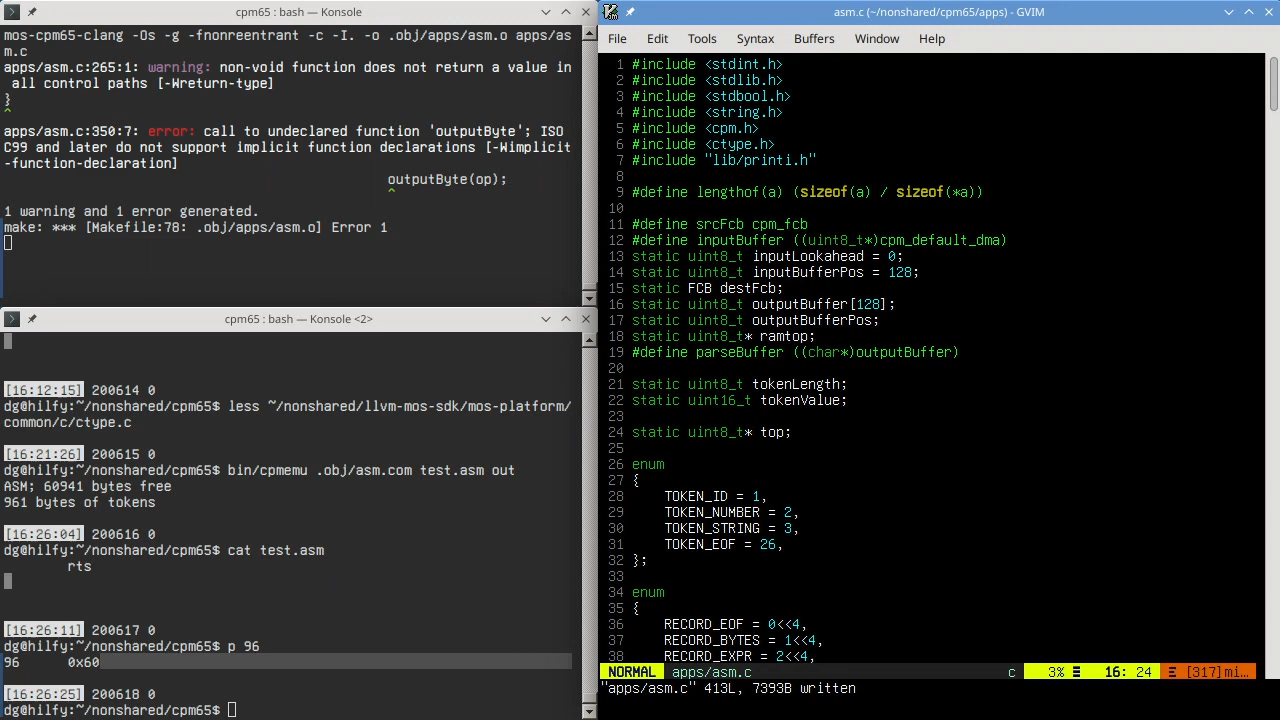 cpm65 : bash — Konsole
mos-cpm65-clang -Os -g -fnonreentrant -c -I. -o .obj/apps/asm.o apps/as
m.c
apps/asm.c:265:1: warning: non-void function does not return a value in
 all control paths [-Wreturn-type]
}
^
apps/asm.c:350:7: error: call to undeclared function 'outputByte'; ISO
C99 and later do not support implicit function declarations [-Wimplicit
-function-declaration]
outputByte(op);
^
1 warning and 1 error generated.
make: *** [Makefile:78: .obj/apps/asm.o] Error 1
cpm65 : bash — Konsole <2>
[16:12:15] 200614 0
dg@hilfy:~/nonshared/cpm65$ less ~/nonshared/llvm-mos-sdk/mos-platform/
common/c/ctype.c
[16:21:26] 200615 0
dg@hilfy:~/nonshared/cpm65$ bin/cpmemu .obj/asm.com test.asm out
ASM; 60941 bytes free
961 bytes of tokens
[16:26:04] 200616 0
dg@hilfy:~/nonshared/cpm65$ cat test.asm
rts
[16:26:11] 200617 0
dg@hilfy:~/nonshared/cpm65$ p 96
96      0x60
[16:26:25] 200618 0
dg@hilfy:~/nonshared/cpm65$
asm.c (~/nonshared/cpm65/apps) - GVIM
File Edit Tools Syntax Buffers Window Help
1 #include <stdint.h>
2 #include <stdlib.h>
3 #include <stdbool.h>
4 #include <string.h>
5 #include <cpm.h>
6 #include <ctype.h>
7 #include "lib/printi.h"
8
9 #define lengthof(a) (sizeof(a) / sizeof(*a))
10
11 #define srcFcb cpm_fcb
12 #define inputBuffer ((uint8_t*)cpm_default_dma)
13 static uint8_t inputLookahead = 0;
14 static uint8_t inputBufferPos = 128;
15 static FCB destFcb;
16 static uint8_t outputBuffer[128];
17 static uint8_t outputBufferPos;
18 static uint8_t* ramtop;
19 #define parseBuffer ((char*)outputBuffer)
20
21 static uint8_t tokenLength;
22 static uint16_t tokenValue;
23
24 static uint8_t* top;
25
26 enum
27 {
28     TOKEN_ID = 1,
29     TOKEN_NUMBER = 2,
30     TOKEN_STRING = 3,
31     TOKEN_EOF = 26,
32 };
33
34 enum
35 {
36     RECORD_EOF = 0<<4,
37     RECORD_BYTES = 1<<4,
38     RECORD_EXPR = 2<<4,
NORMAL apps/asm.c c 3% ☰ 16: 24 Ξ [317]mi…
"apps/asm.c" 413L, 7393B written